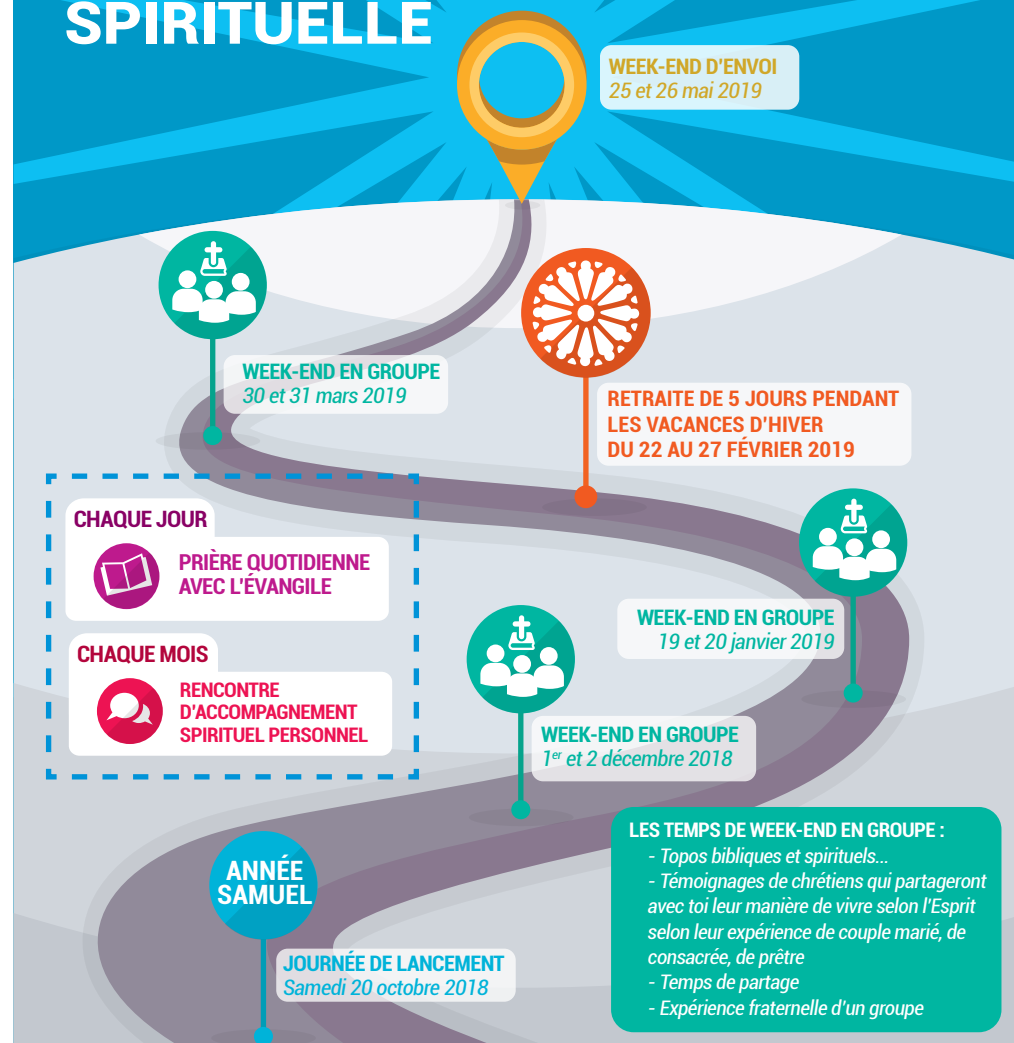 SPIRITUELLE
WEEK-END D'ENVOI
25 et 26 mai 2019
WEEK-END EN GROUPE
30 et 31 mars 2019
RETRAITE DE 5 JOURS PENDANT
LES VACANCES D'HIVER
DU 22 AU 27 FÉVRIER 2019
CHAQUE JOUR
PRIÈRE QUOTIDIENNE
AVEC L'ÉVANGILE
CHAQUE MOIS
RENCONTRE
D'ACCOMPAGNEMENT
SPIRITUEL PERSONNEL
WEEK-END EN GROUPE
19 et 20 janvier 2019
WEEK-END EN GROUPE
1er et 2 décembre 2018
LES TEMPS DE WEEK-END EN GROUPE :
- Topos bibliques et spirituels...
- Témoignages de chrétiens qui partageront
avec toi leur manière de vivre selon l'Esprit
selon leur expérience de couple marié, de
consacrée, de prêtre
- Temps de partage
- Expérience fraternelle d'un groupe
ANNÉE
SAMUEL
JOURNÉE DE LANCEMENT
Samedi 20 octobre 2018